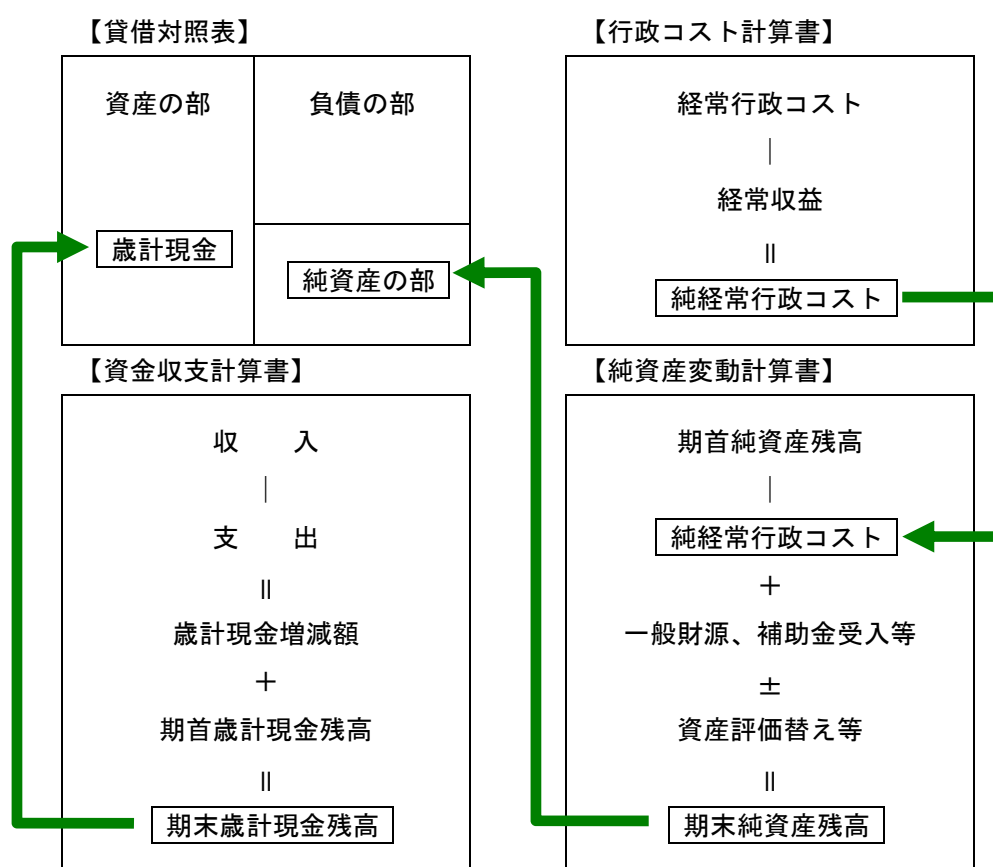 【貸借対照表】
資産の部
負債の部
歳計現金
純資産の部
【行政コスト計算書】
経常行政コスト
｜
経常収益
॥
純経常行政コスト
【資金収支計算書】
収　　入
｜
支　　出
॥
歳計現金増減額
＋
期首歳計現金残高
॥
期末歳計現金残高
【純資産変動計算書】
期首純資産残高
｜
純経常行政コスト
＋
一般財源、補助金受入等
±
資産評価替え等
॥
期末純資産残高